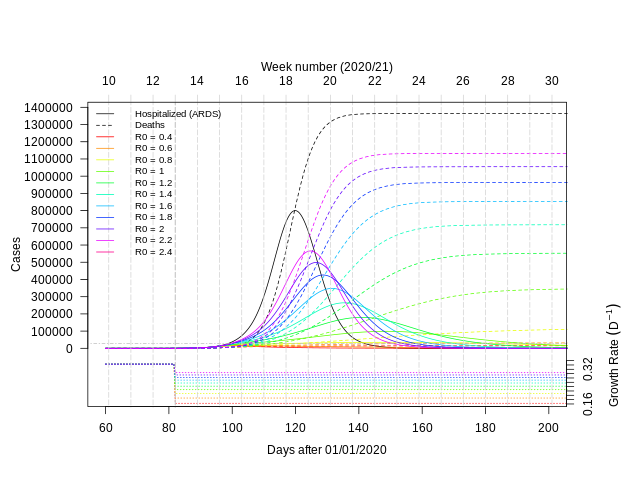 Week number (2020/21)
10 12 14 16 18 20 22 24 26 28 30
1400000
1300000
1200000
1100000
1000000
900000
800000
700000
600000
500000
400000
300000
200000
100000
0
Cases
Hospitalized (ARDS)
Deaths
R0 = 0.4
R0 = 0.6
R0 = 0.8
R0 = 1
R0 = 1.2
R0 = 1.4
R0 = 1.6
R0 = 1.8
R0 = 2
R0 = 2.2
R0 = 2.4
0.16 0.32
Growth Rate (D⁻¹)
60 80 100 120 140 160 180 200
Days after 01/01/2020